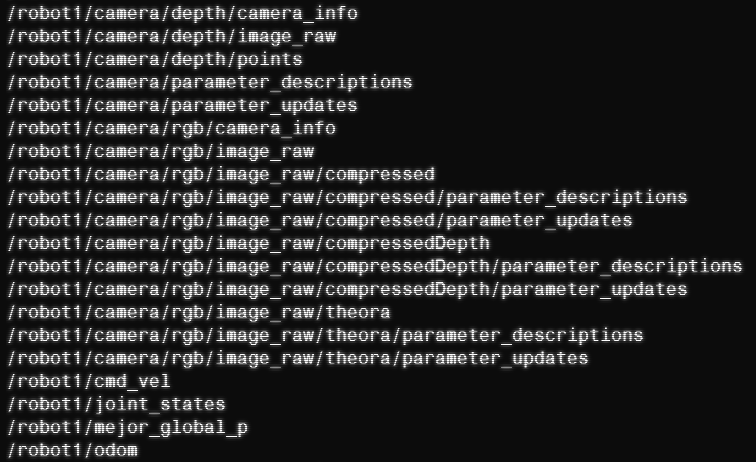 /robot1/camera/depth/camera_info
/robot1/camera/depth/image_raw
/robot1/camera/depth/points
/robot1/camera/parameter_descriptions
/robot1/camera/parameter_updates
/robot1/camera/rgb/camera_info
/robot1/camera/rgb/image_raw
/robot1/camera/rgb/image_raw/compressed
/robot1/camera/rgb/image_raw/compressed/parameter_descriptions
/robot1/camera/rgb/image_raw/compressed/parameter_updates
/robot1/camera/rgb/image_raw/compressedDepth
/robot1/camera/rgb/image_raw/compressedDepth/parameter_descriptions
/robot1/camera/rgb/image_raw/compressedDepth/parameter_updates
/robot1/camera/rgb/image_raw/theora
/robot1/camera/rgb/image_raw/theora/parameter_descriptions
/robot1/camera/rgb/image_raw/theora/parameter_updates
/robot1/cmd_vel
/robot1/joint_states
/robot1/mejor_global_p
/robot1/odom